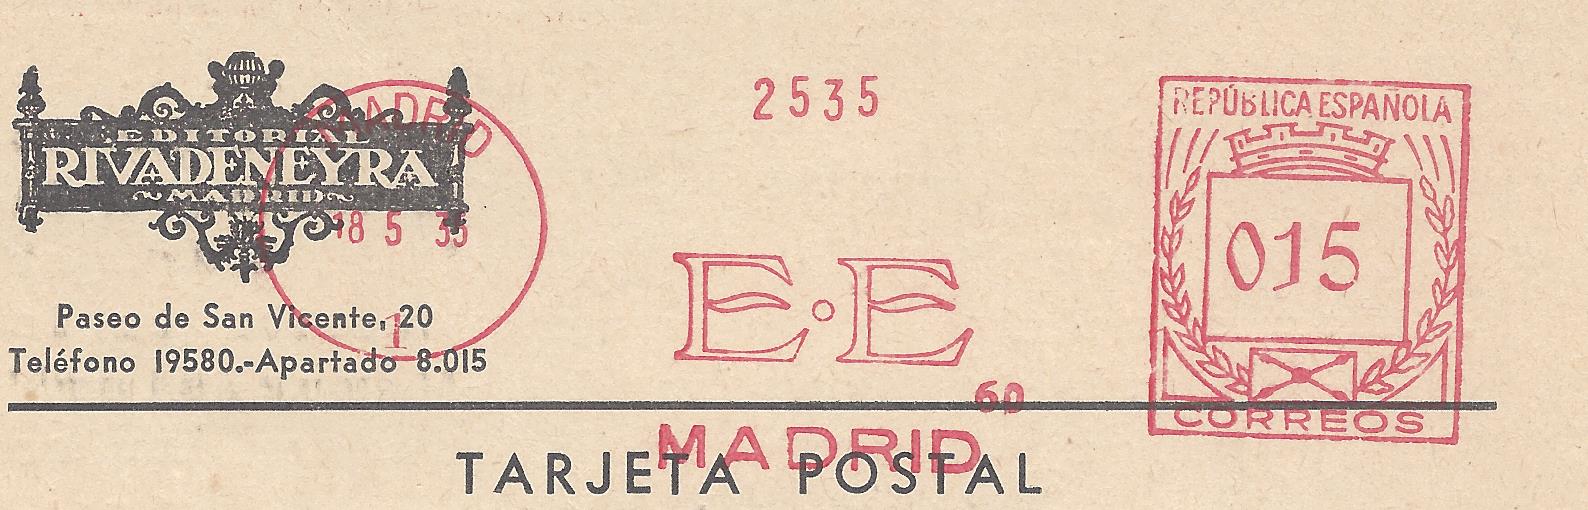 EDITORIAL
RIVADENEYRA
MADRID
Paseo de San Vicente, 20
Teléfono 19580.-Apartado 8.015
MADRID
18 5 35
1
2535
E·E
60
MADRID
REPÚBLICA ESPAÑOLA
015
CORREOS
TARJETA POSTAL